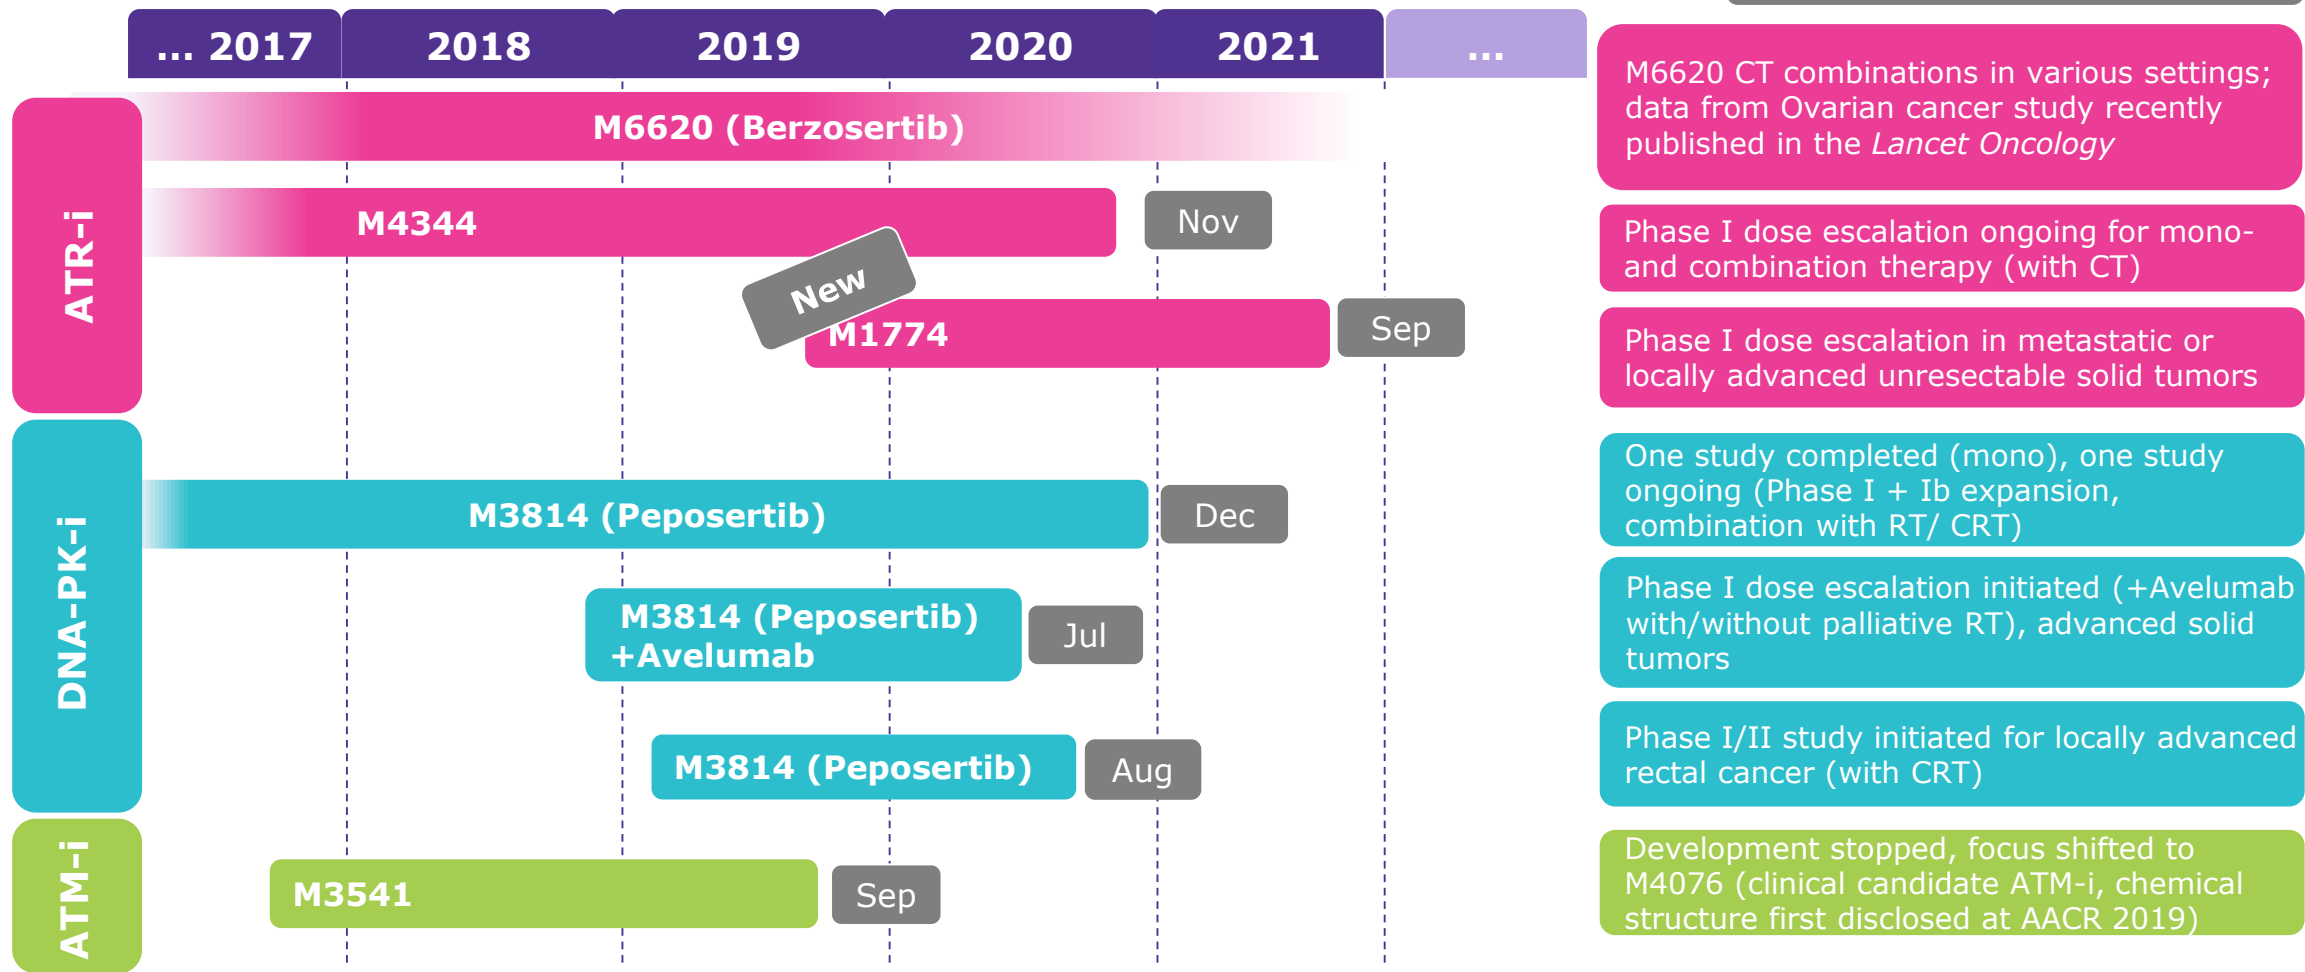 ... 2017
2018
2019
2020
2021
...
ATR-i
M6620 (Berzosertib)
M6620 CT combinations in various settings;
data from Ovarian cancer study recently
published in the Lancet Oncology
M4344
Nov
Phase I dose escalation ongoing for mono-
and combination therapy (with CT)
New
M1774
Sep
Phase I dose escalation in metastatic or
locally advanced unresectable solid tumors
DNA-PK-i
M3814 (Peposertib)
Dec
One study completed (mono), one study
ongoing (Phase I + Ib expansion,
combination with RT/ CRT)
M3814 (Peposertib)
+Avelumab
Jul
Phase I dose escalation initiated (+Avelumab
with/without palliative RT), advanced solid
tumors
M3814 (Peposertib)
Aug
Phase I/II study initiated for locally advanced
rectal cancer (with CRT)
ATM-i
M3541
Sep
Development stopped, focus shifted to
M4076 (clinical candidate ATM-i, chemical
structure first disclosed at AACR 2019)